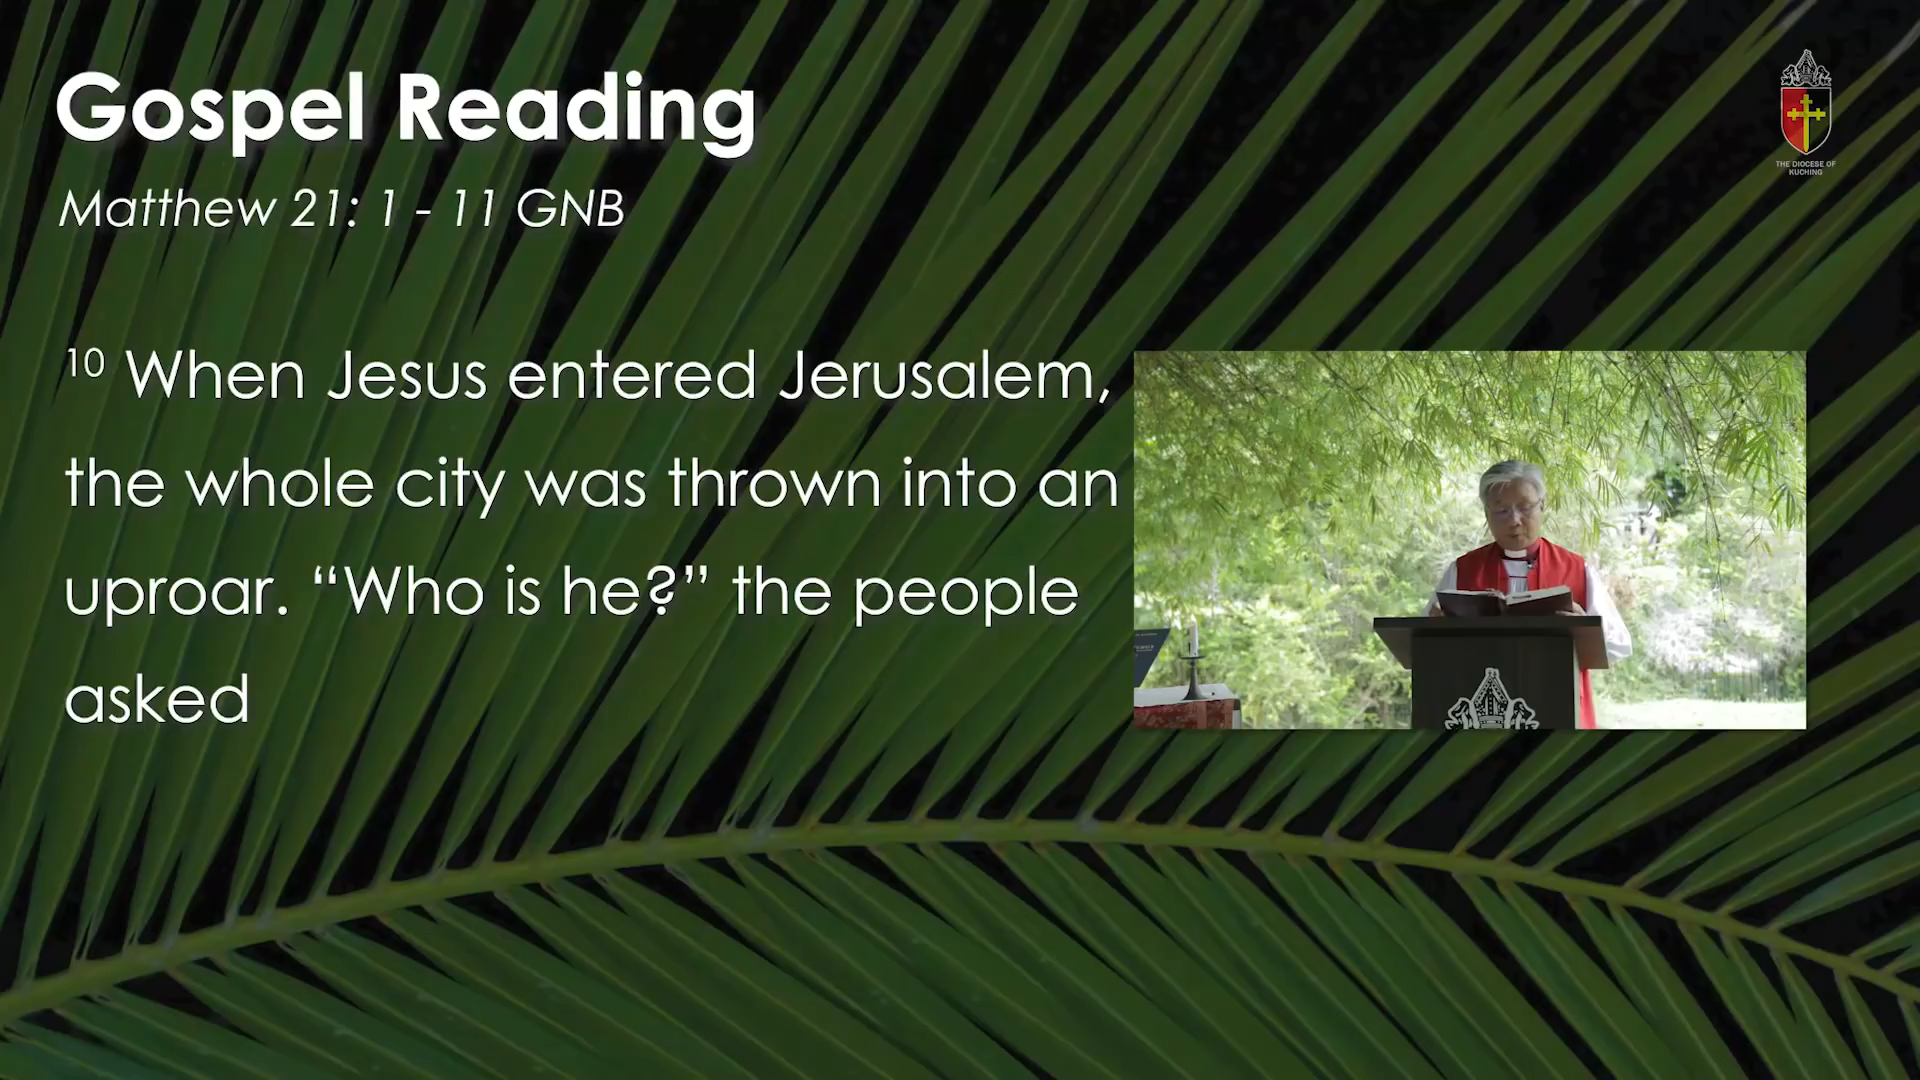 Gospel Reading
Matthew 21: 1 - 11 GNB
THE DIOCESE OF
KUCHING
10 When Jesus entered Jerusalem,
the whole city was thrown into an
uproar. “Who is he?” the people
asked